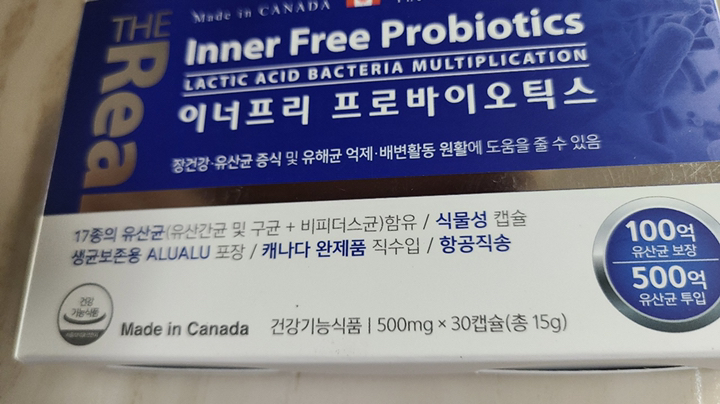 THE Rea
Made in CANADA
Inner Free Probiotics
LACTIC ACID BACTERIA MULTIPLICATION
이너프리 프로바이오틱스
장건강·유산균 증식 및 유해균 억제·배변활동 원활에 도움을 줄 수 있음
17종의 유산균(유산간균 및 구균 + 비피더스균)함유 / 식물성 캡슐
생균보존용 ALUALU 포장 / 캐나다 완제품 직수입 / 항공직송
100억
유산균 보장
500억
유산균 투입
건강
기능식품
Made in Canada 건강기능식품 | 500mg × 30캡슐(총 15g)